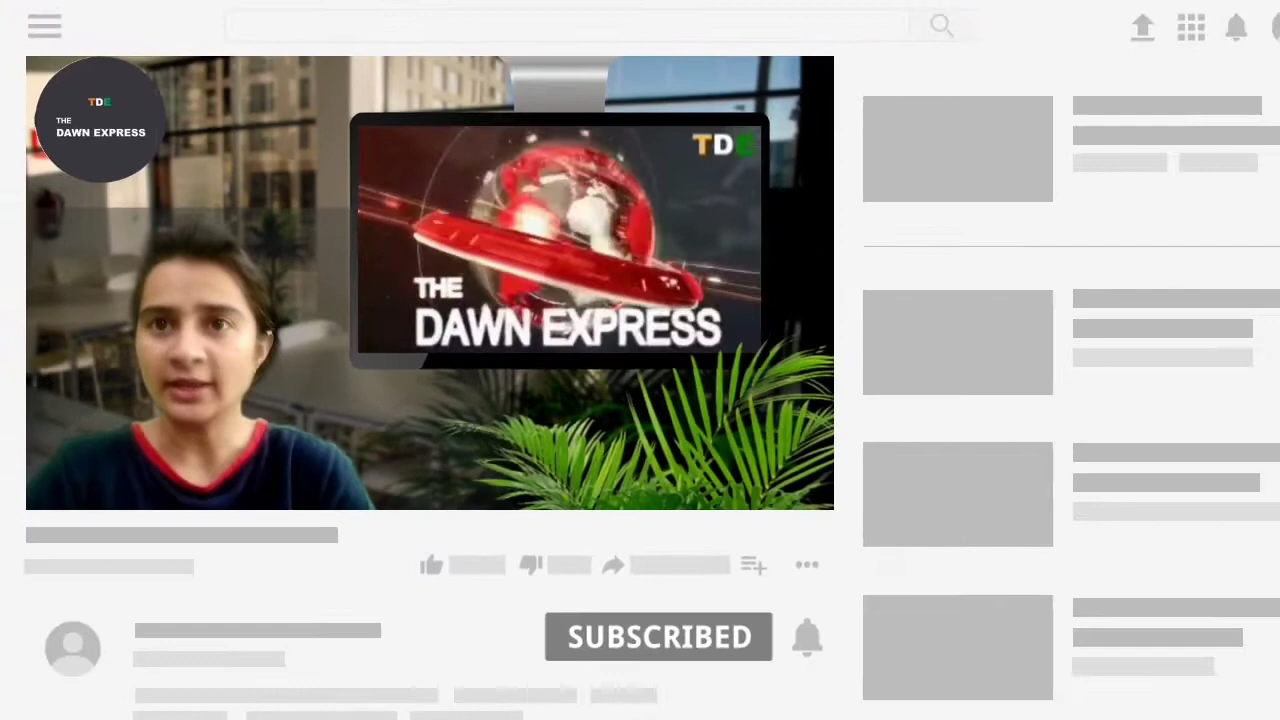 TDE
THE
DAWN EXPRESS
TDE
THE
DAWN EXPRESS
SUBSCRIBED